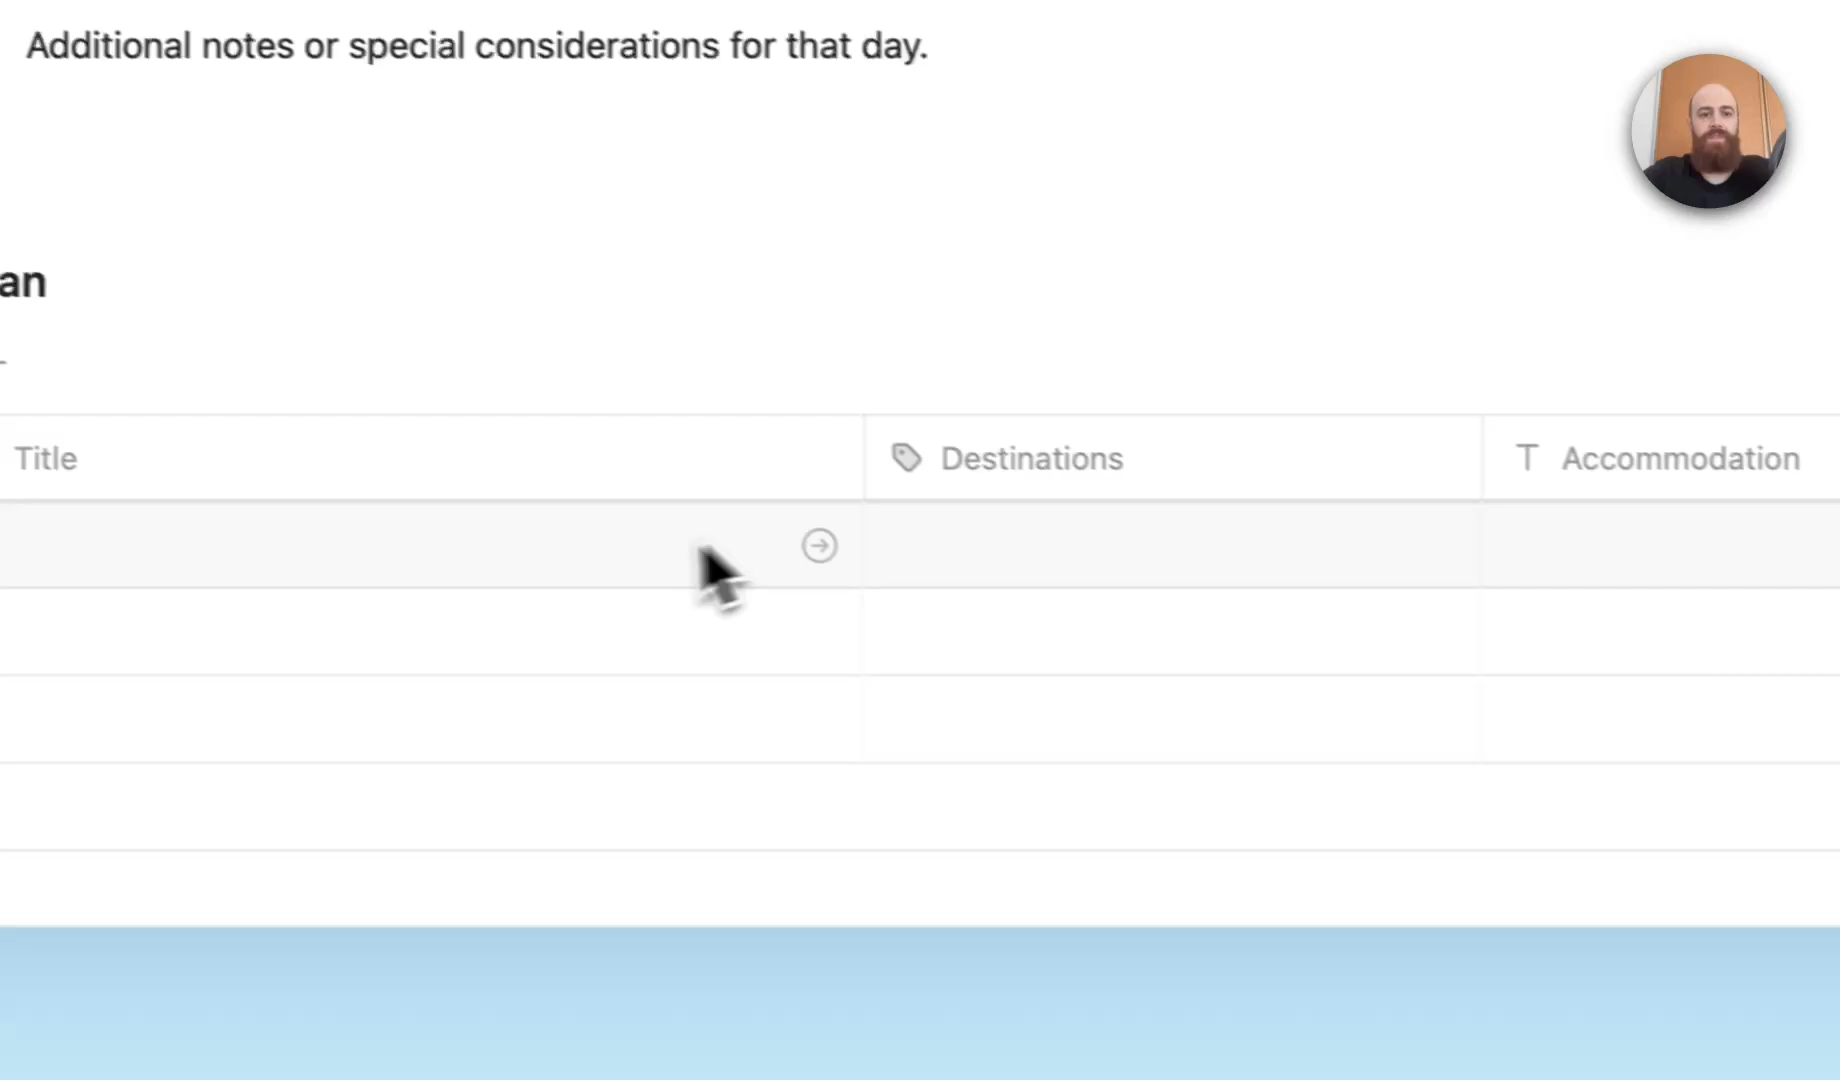 Additional notes or special considerations for that day.
an
Title Destinations T Accommodation